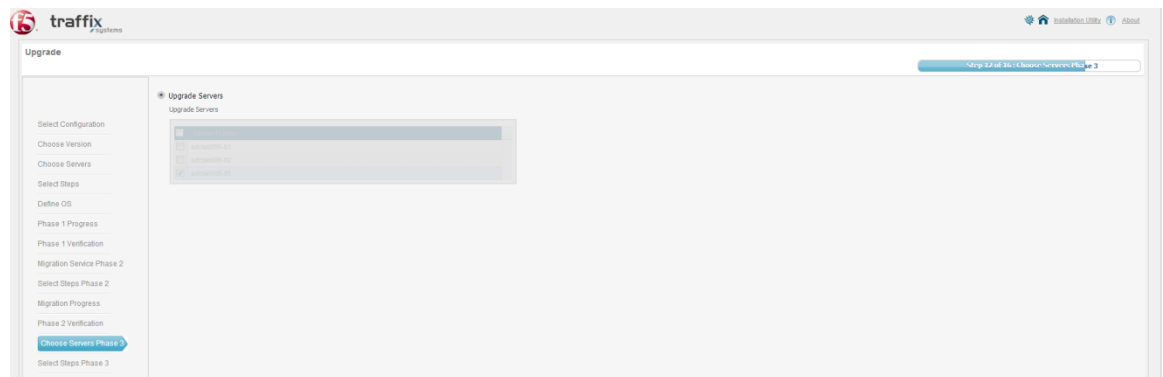 f5 traffix systems
Installation Utility About
Upgrade
Step 12 of 16: Choose Servers Phase 3
Upgrade Servers
Upgrade Servers
Select Configuration
Choose Version
Choose Servers
Select Steps
Define OS
Phase 1 Progress
Phase 1 Verification
Migration Service Phase 2
Select Steps Phase 2
Migration Progress
Phase 2 Verification
Choose Servers Phase 3
Select Steps Phase 3